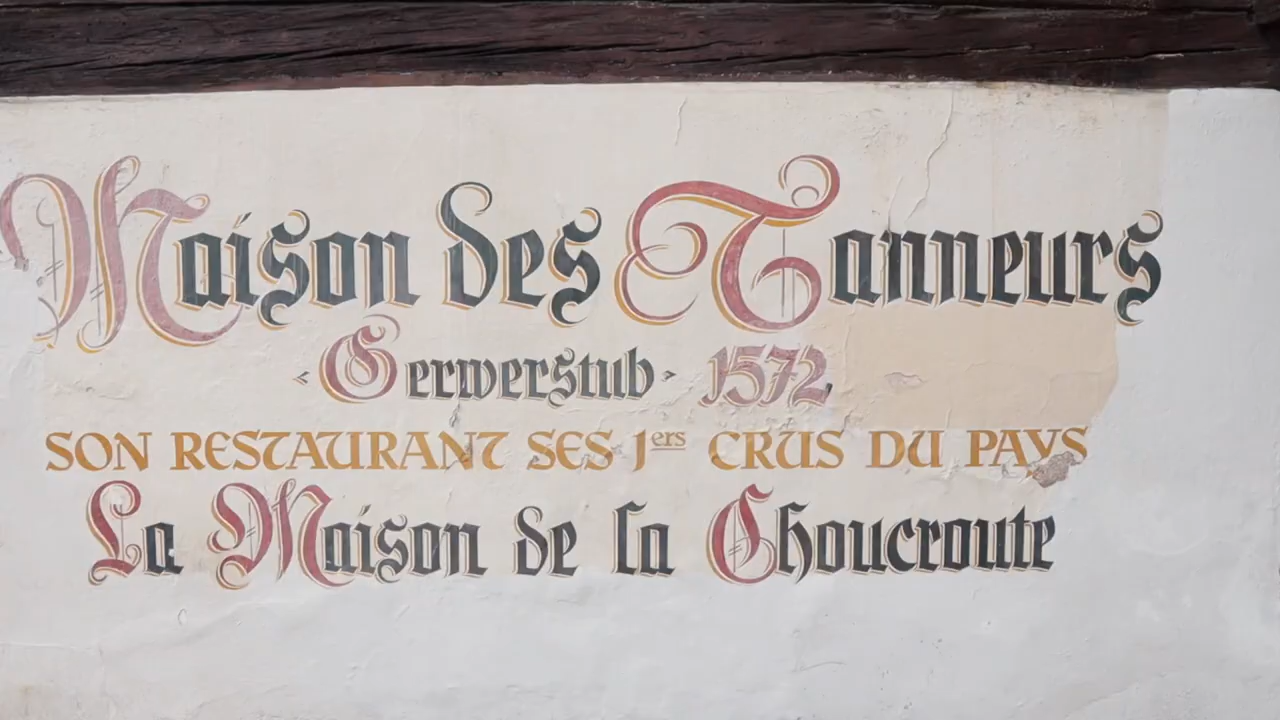 Maison des Tanneurs
‹ Gerwerstub › 1572
SON RESTAURANT SES 1ers CRUS DU PAYS
La Maison de la Choucroute